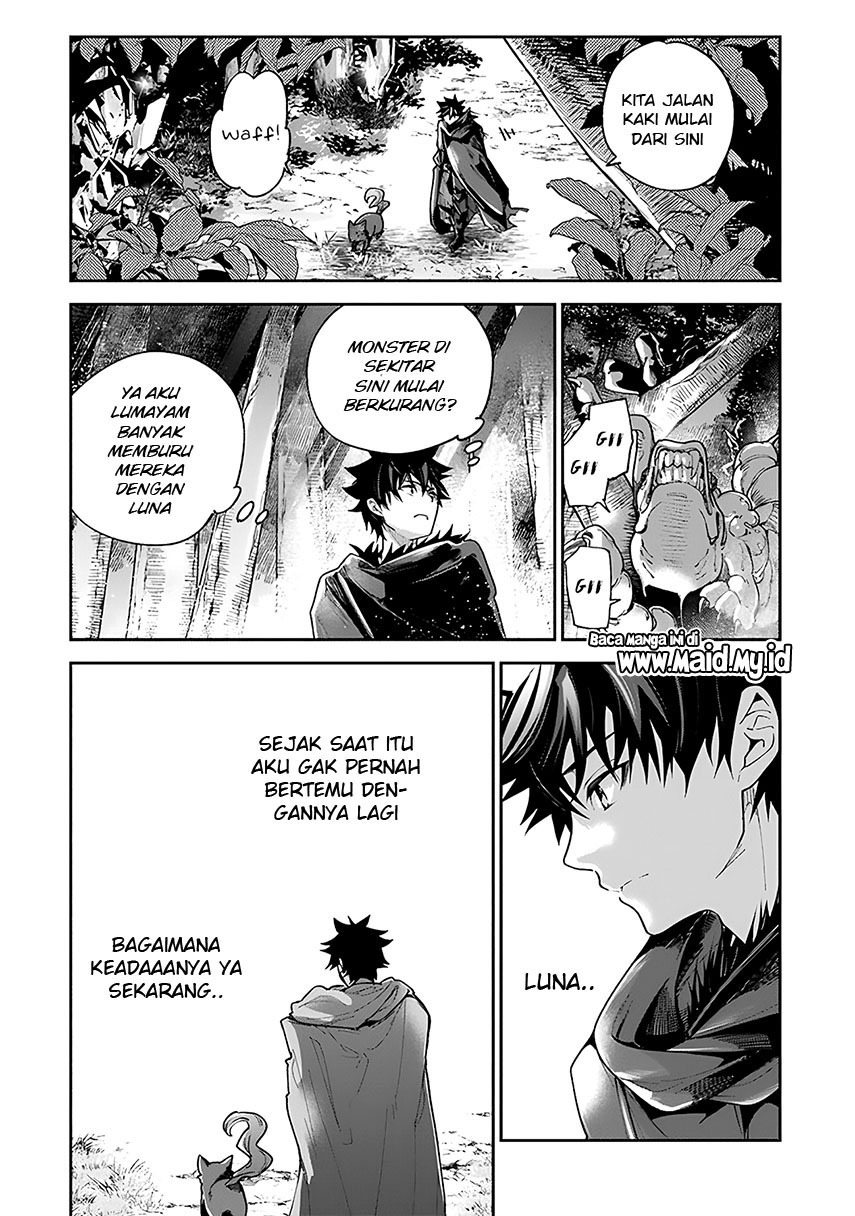 KITA JALAN
KAKI MULAI
DARI SINI
waff!
GII
GII
GII
MONSTER DI
SEKITAR
SINI MULAI
BERKURANG?
YA AKU
LUMAYAM
BANYAK
MEMBURU
MEREKA
DENGAN
LUNA
Baca Manga ini di
www.Maid.my.id
LUNA..
SEJAK SAAT ITU
AKU GAK PERNAH
BERTEMU DEN-
GANNYA LAGI
BAGAIMANA
KEADAAANYA YA
SEKARANG..